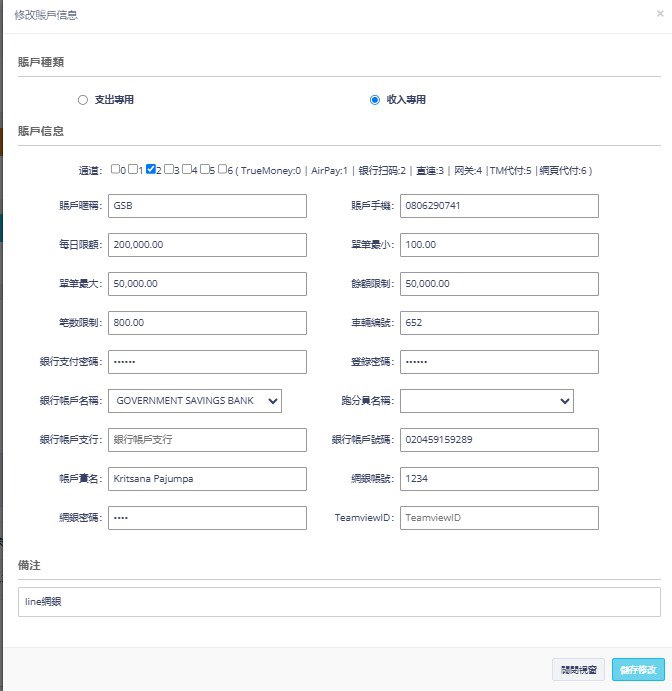 修改賬戶信息 ×
賬戶種類
支出專用 收入專用
賬戶信息
通道: 0 1 2 3 4 5 6 ( TrueMoney:0 | AirPay:1 | 银行扫码:2 | 直連:3 | 网关:4 |TM代付:5 |網頁代付:6 )
賬戶暱稱: GSB 賬戶手機: 0806290741
每日限額: 200,000.00 單筆最小: 100.00
單筆最大: 50,000.00 餘額限制: 50,000.00
笔数限制: 800.00 車輛编號: 652
銀行支付密碼: •••••• 登錄密碼: ••••••
銀行帳戶名稱: GOVERNMENT SAVINGS BANK 跑分員名稱:
銀行帳戶支行: 銀行帳戶支行 銀行帳戶號碼: 020459159289
帳戶實名: Kritsana Pajumpa 網銀帳號: 1234
網銀密碼: •••• TeamviewID: TeamviewID
備注
line網銀
關閉視窗 儲存修改